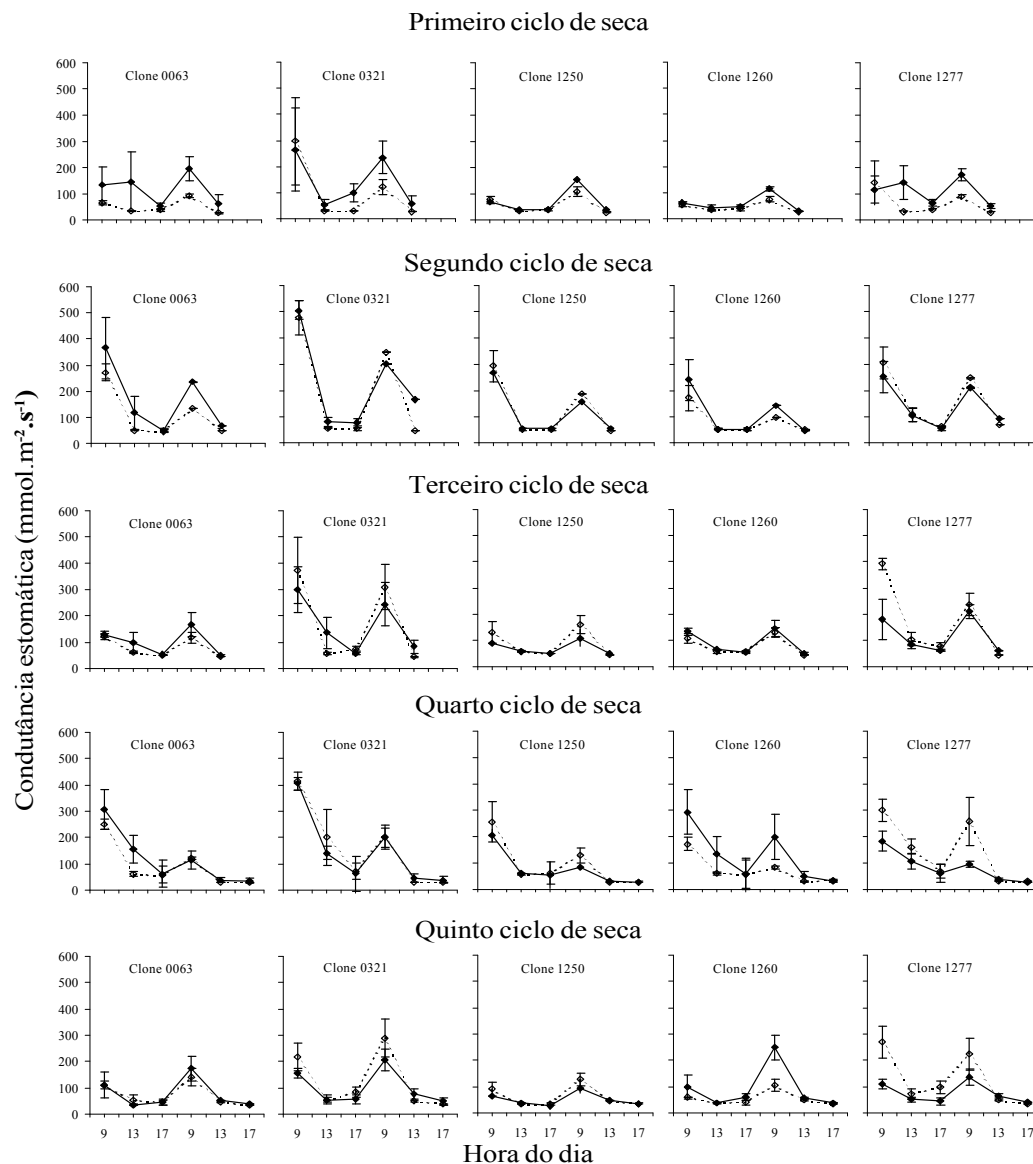 Primeiro ciclo de seca
Clone 0063 Clone 0321 Clone 1250 Clone 1260 Clone 1277
600
500
400
300
200
100
0
Segundo ciclo de seca
Clone 0063 Clone 0321 Clone 1250 Clone 1260 Clone 1277
600
500
400
300
200
100
0
Terceiro ciclo de seca
Clone 0063 Clone 0321 Clone 1250 Clone 1260 Clone 1277
600
500
400
300
200
100
0
Quarto ciclo de seca
Clone 0063 Clone 0321 Clone 1250 Clone 1260 Clone 1277
600
500
400
300
200
100
0
Quinto ciclo de seca
Clone 0063 Clone 0321 Clone 1250 Clone 1260 Clone 1277
600
500
400
300
200
100
0
9 13 17 9 13 17 9 13 17 9 13 17 9 13 17 9 13 17 9 13 17 9 13 17 9 13 17 9 13 17
Hora do dia
Condutância estomática (mmol.m⁻².s⁻¹)